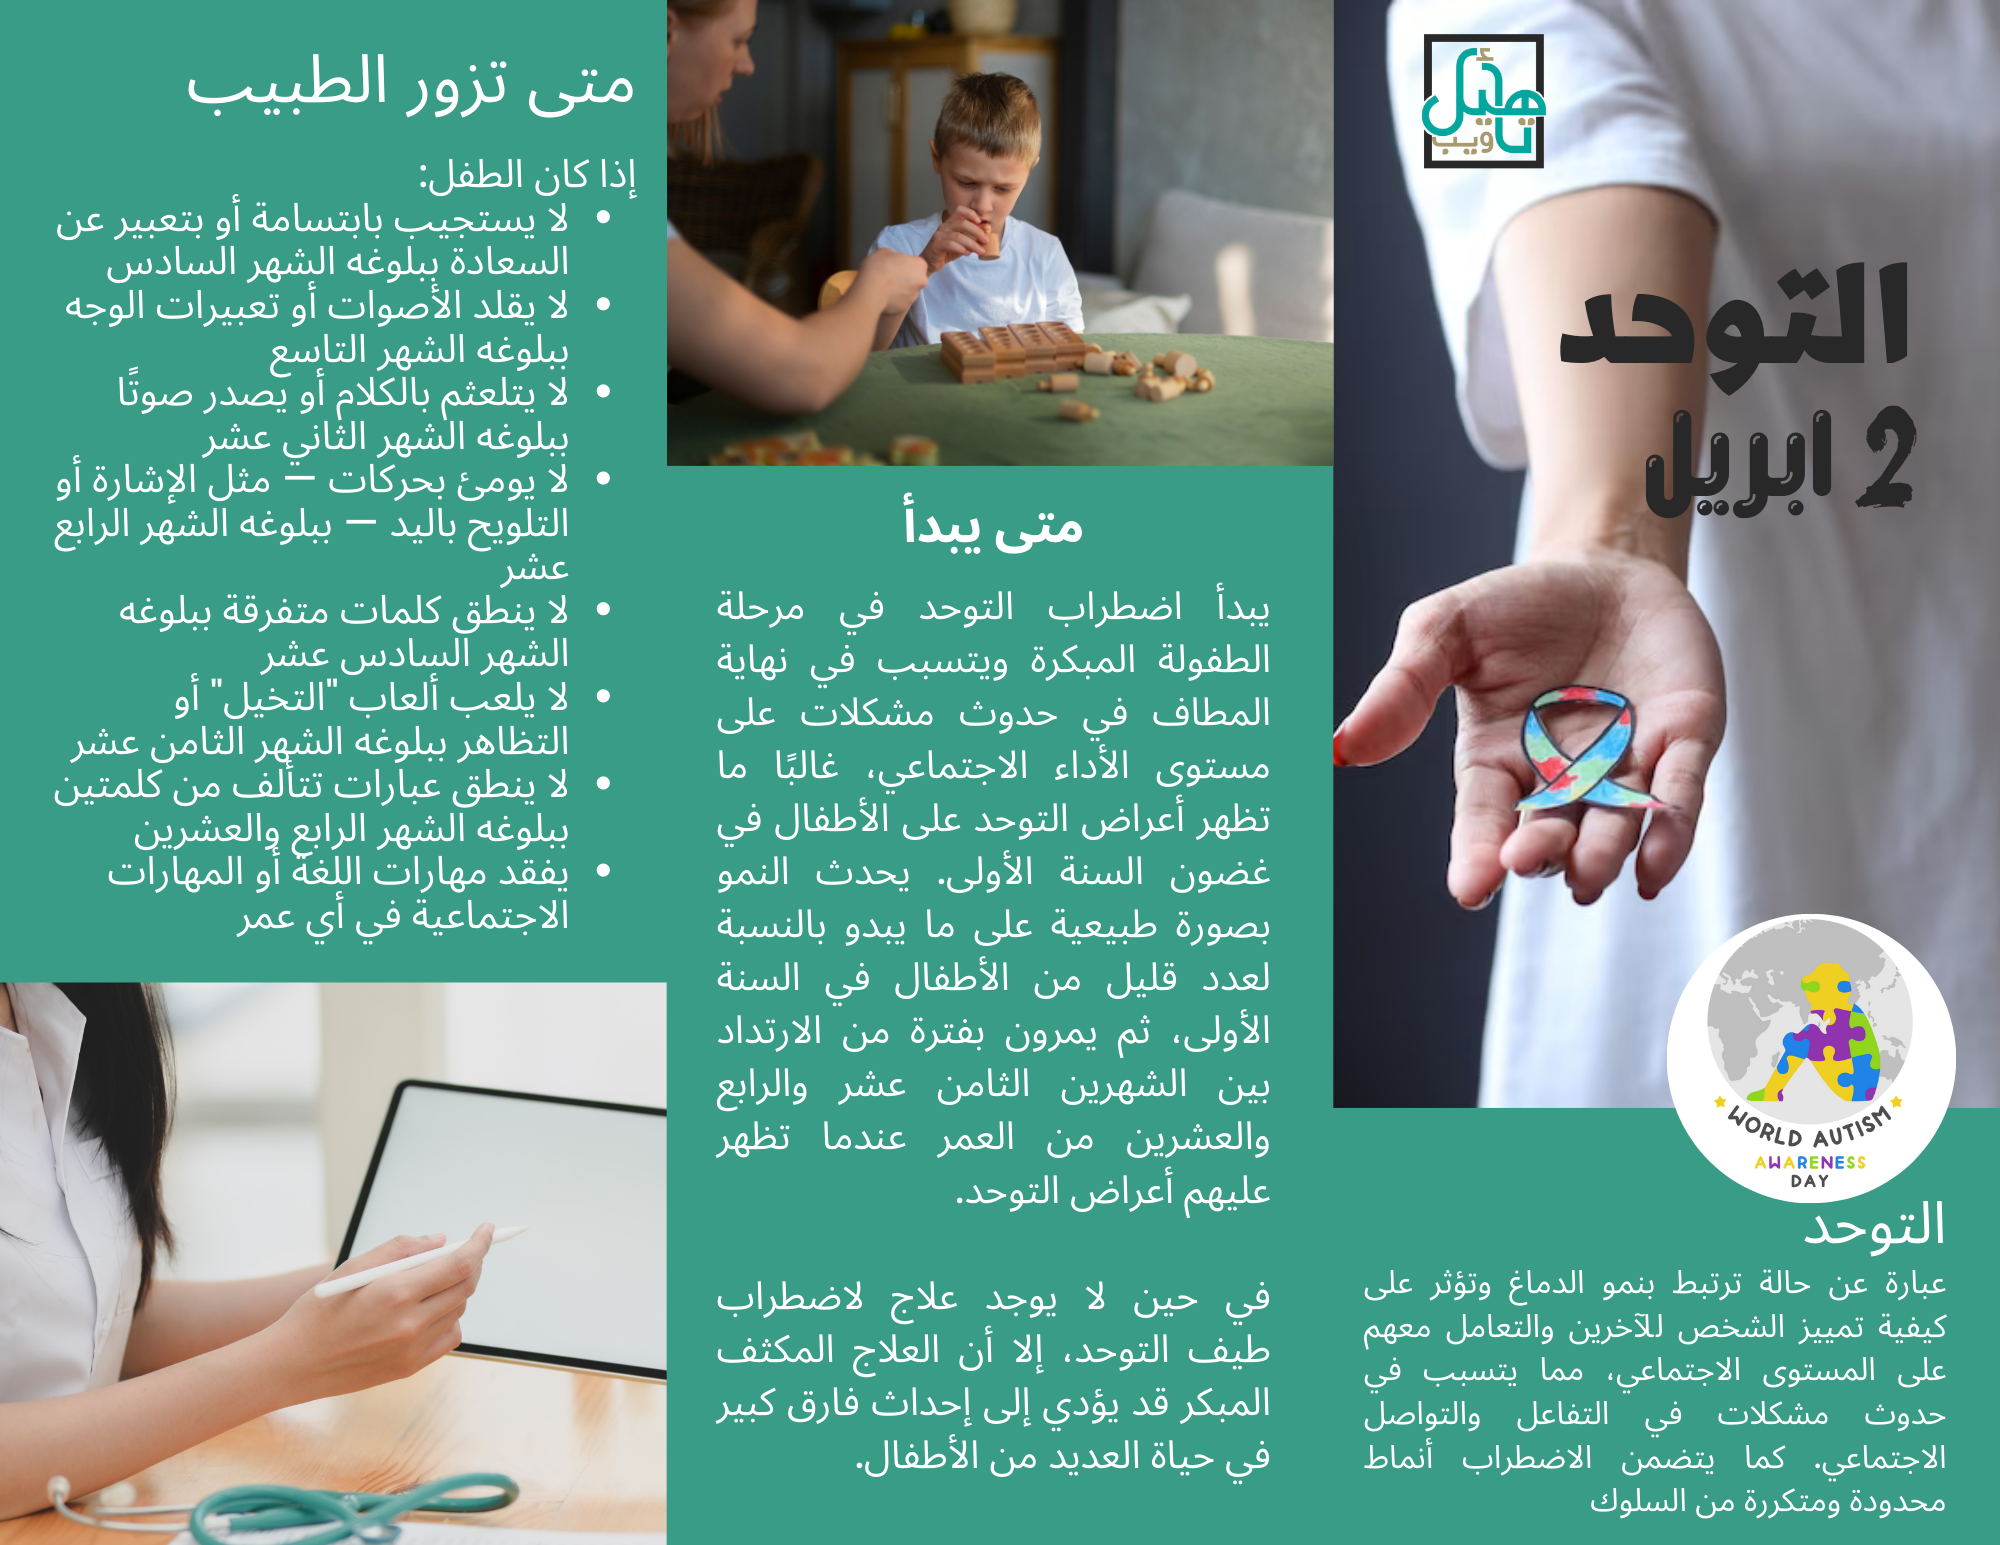 هيّأ
تأويب
التوحد
2 ابريل
WORLD AUTISM
AWARENESS
DAY
التوحد
عبارة عن حالة ترتبط بنمو الدماغ وتؤثر على
كيفية تمييز الشخص للآخرين والتعامل معهم
على المستوى الاجتماعي، مما يتسبب في
حدوث مشكلات في التفاعل والتواصل
الاجتماعي. كما يتضمن الاضطراب أنماط
محدودة ومتكررة من السلوك
متى يبدأ
يبدأ اضطراب التوحد في مرحلة
الطفولة المبكرة ويتسبب في نهاية
المطاف في حدوث مشكلات على
مستوى الأداء الاجتماعي، غالبًا ما
تظهر أعراض التوحد على الأطفال في
غضون السنة الأولى. يحدث النمو
بصورة طبيعية على ما يبدو بالنسبة
لعدد قليل من الأطفال في السنة
الأولى، ثم يمرون بفترة من الارتداد
بين الشهرين الثامن عشر والرابع
والعشرين من العمر عندما تظهر
عليهم أعراض التوحد.
في حين لا يوجد علاج لاضطراب
طيف التوحد، إلا أن العلاج المكثف
المبكر قد يؤدي إلى إحداث فارق كبير
في حياة العديد من الأطفال.
متى تزور الطبيب
إذا كان الطفل:
• لا يستجيب بابتسامة أو بتعبير عن
السعادة ببلوغه الشهر السادس
• لا يقلد الأصوات أو تعبيرات الوجه
ببلوغه الشهر التاسع
• لا يتلعثم بالكلام أو يصدر صوتًا
ببلوغه الشهر الثاني عشر
• لا يومئ بحركات — مثل الإشارة أو
التلويح باليد — ببلوغه الشهر الرابع
عشر
• لا ينطق كلمات متفرقة ببلوغه
الشهر السادس عشر
• لا يلعب ألعاب "التخيل" أو
التظاهر ببلوغه الشهر الثامن عشر
• لا ينطق عبارات تتألف من كلمتين
ببلوغه الشهر الرابع والعشرين
• يفقد مهارات اللغة أو المهارات
الاجتماعية في أي عمر